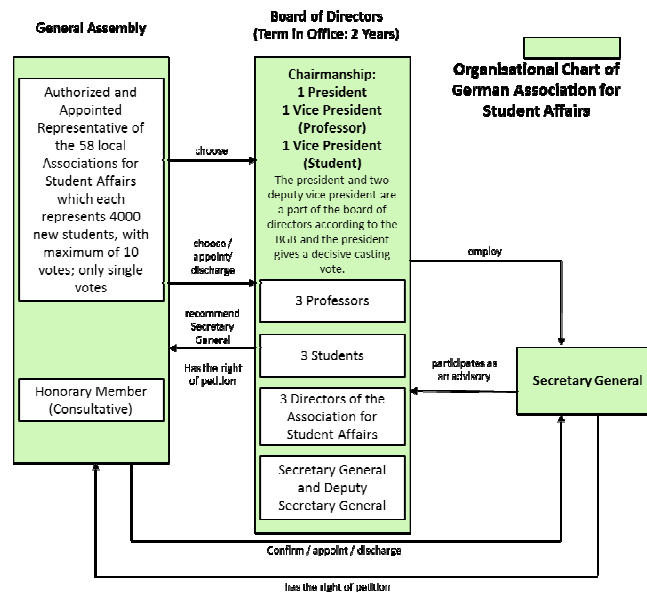 General Assembly
Board of Directors
(Term in Office: 2 Years)
Organisational Chart of
German Association for
Student Affairs
Authorized and
Appointed
Representative of
the 58 local
Associations for
Student Affairs
which each
represents 4000
new students, with
maximum of 10
votes; only single
votes
Honorary Member
(Consultative)
choose
choose /
appoint/
discharge
recommend
Secretary
General
Has the right
of petition
Chairmanship:
1 President
1 Vice President
(Professor)
1 Vice President
(Student)
The president and two
deputy vice president are
a part of the board of
directors according to the
BGB and the president
gives a decisive casting
vote.
3 Professors
3 Students
3 Directors of the
Association for
Student Affairs
Secretary General
and Deputy
Secretary General
employ
participates as
an advisory
Secretary General
Confirm / appoint / discharge
has the right of petition